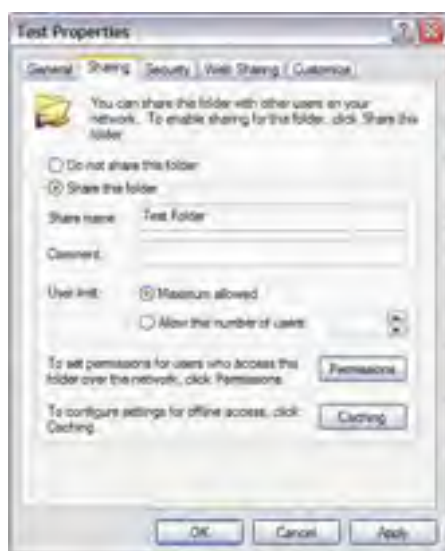 Test Properties
General Sharing Security Web Sharing Customise
You can share this folder with other users on your
network. To enable sharing for this folder, click Share this
folder.
Do not share this folder
Share this folder
Share name: Test Folder
Comment:
User limit: Maximum allowed
Allow this number of users:
To set permissions for users who access this
folder over the network, click Permissions.
Permissions
To configure settings for offline access, click
Caching.
Caching
OK Cancel Apply